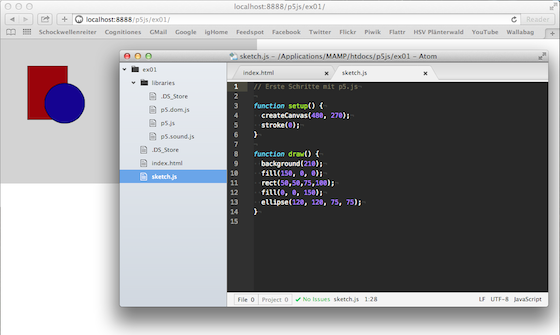 localhost:8888/p5js/ex01/
localhost:8888/p5js/ex01/
Reader
Schockwellenreiter Cognitiones GMail Google igHome Feedspot Facebook Twitter Flickr Piwik Flattr HSV Plänterwald YouTube Wallabag
sketch.js - /Applications/MAMP/htdocs/p5js/ex01 - Atom
ex01
libraries
.DS_Store
p5.dom.js
p5.js
p5.sound.js
.DS_Store
index.html
sketch.js
index.html sketch.js
1 // Erste Schritte mit p5.js
2
3 function setup() {
4 createCanvas(480, 270);
5 stroke(0);
6 }
7
8 function draw() {
9 background(210);
10 fill(150, 0, 0);
11 rect(50,50,75,100);
12 fill(0, 0, 150);
13 ellipse(120, 120, 75, 75);
14 }
15
File 0 Project 0 No Issues sketch.js 1:28 LF UTF-8 JavaScript